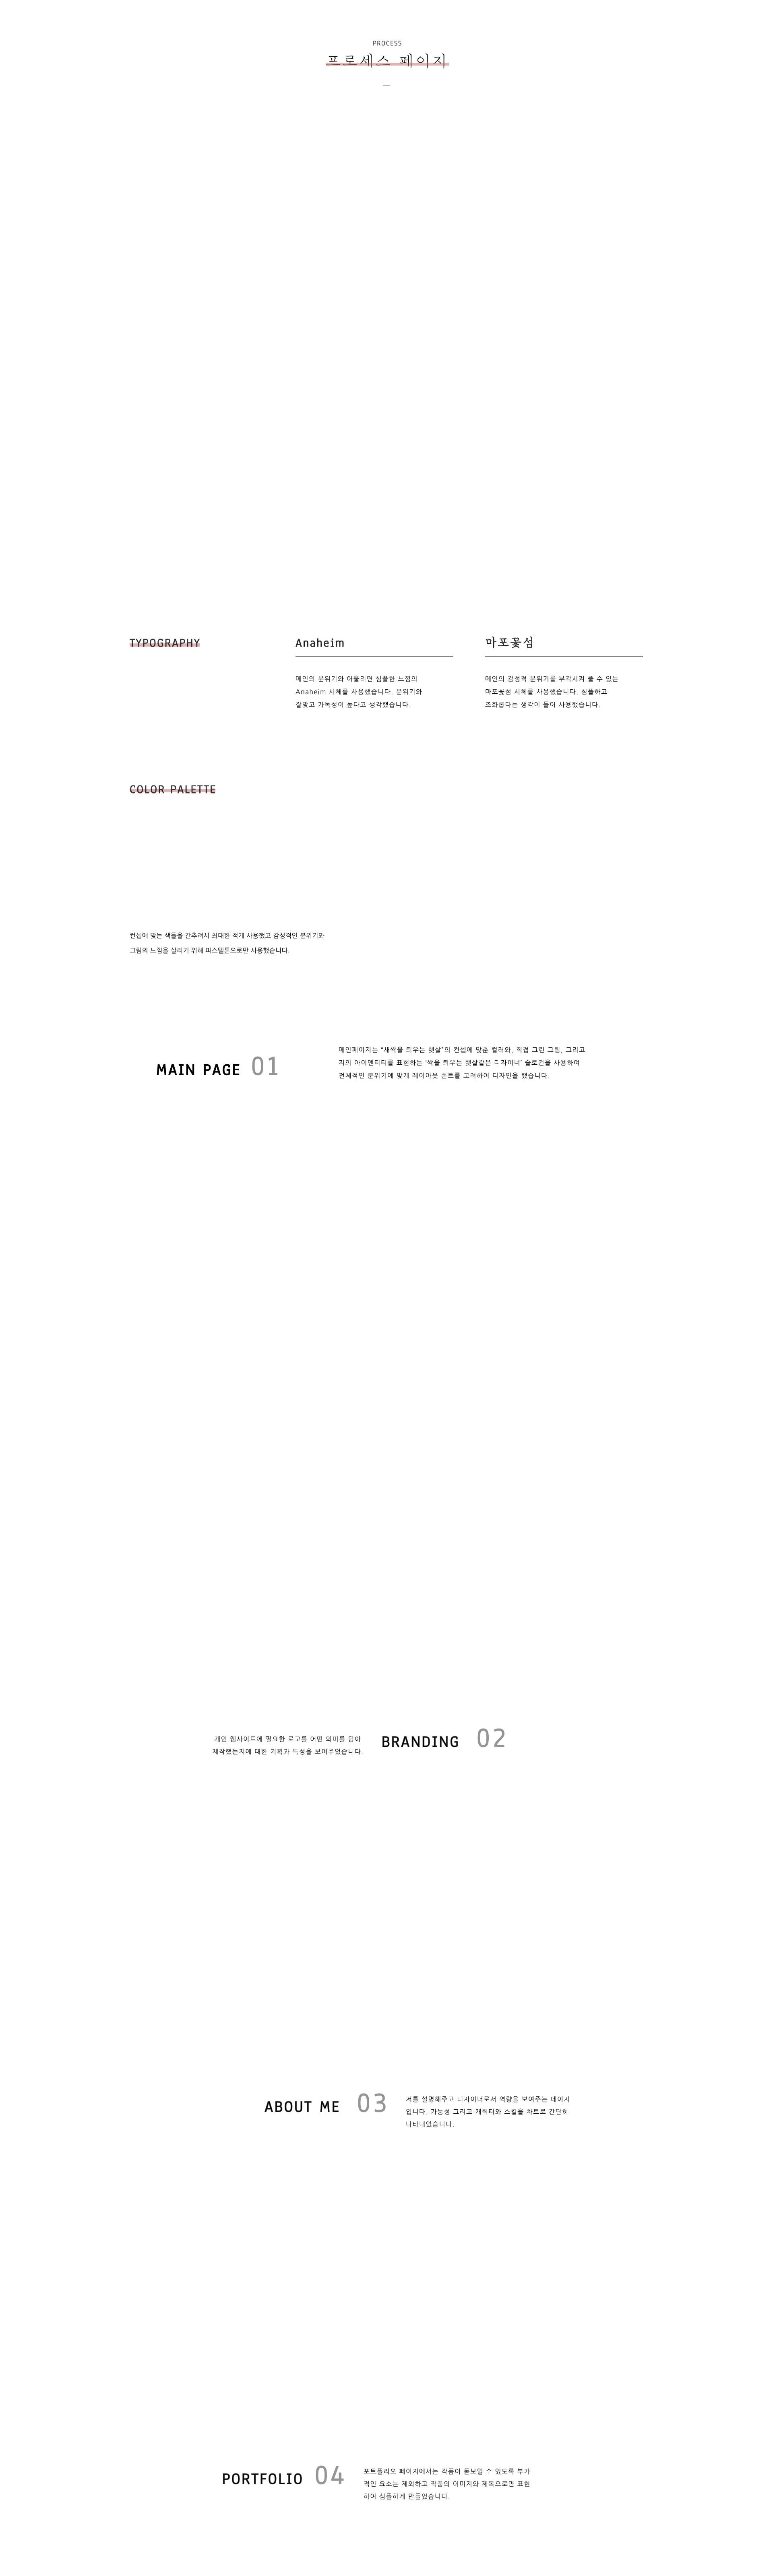 PROCESS
프로세스 페이지
TYPOGRAPHY
Anaheim
메인의 분위기와 어울리면 심플한 느낌의
Anaheim 서체를 사용했습니다. 분위기와
잘맞고 가독성이 높다고 생각했습니다.
마포꽃섬
메인의 감성적 분위기를 부각시켜 줄 수 있는
마포꽃섬 서체를 사용했습니다. 심플하고
조화롭다는 생각이 들어 사용했습니다.
COLOR PALETTE
컨셉에 맞는 색들을 간추려서 최대한 적게 사용했고 감성적인 분위기와
그림의 느낌을 살리기 위해 파스텔톤으로만 사용했습니다.
MAIN PAGE 01
메인페이지는 “새싹을 틔우는 햇살”의 컨셉에 맞춘 컬러와, 직접 그린 그림, 그리고
저의 아이덴티티를 표현하는 ‘싹을 틔우는 햇살같은 디자이너’ 슬로건을 사용하며
전체적인 분위기에 맞게 레이아웃 폰트를 고려하며 디자인을 했습니다.
개인 웹사이트에 필요한 로고를 어떤 의미를 담아
제작했는지에 대한 기획과 특성을 보여주었습니다.
BRANDING 02
ABOUT ME 03
저를 설명해주고 디자이너로서 역량을 보여주는 페이지
입니다. 가능성 그리고 캐릭터와 스킬을 차트로 간단히
나타내었습니다.
PORTFOLIO 04
포트폴리오 페이지에서는 작품이 돋보일 수 있도록 부가
적인 요소는 제외하고 작품의 이미지와 제목으로만 표현
하여 심플하게 만들었습니다.